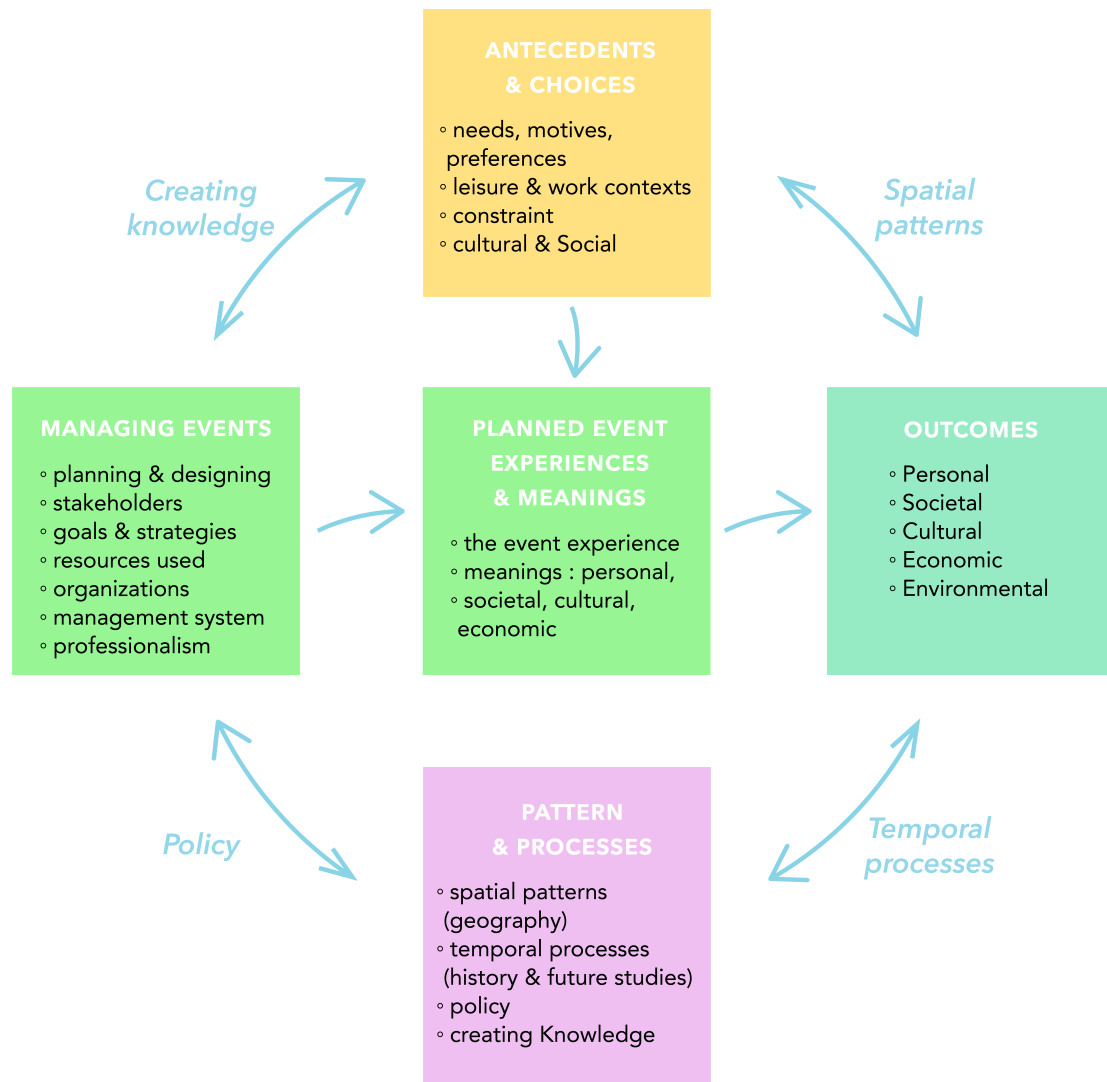 ANTECEDENTS
& CHOICES
◦ needs, motives,
preferences
◦ leisure & work contexts
◦ constraint
◦ cultural & Social
Creating
knowledge
Spatial
patterns
MANAGING EVENTS
◦ planning & designing
◦ stakeholders
◦ goals & strategies
◦ resources used
◦ organizations
◦ management system
◦ professionalism
PLANNED EVENT
EXPERIENCES
& MEANINGS
◦ the event experience
◦ meanings : personal,
◦ societal, cultural,
economic
OUTCOMES
◦ Personal
◦ Societal
◦ Cultural
◦ Economic
◦ Environmental
Policy
Temporal
processes
PATTERN
& PROCESSES
◦ spatial patterns
(geography)
◦ temporal processes
(history & future studies)
◦ policy
◦ creating Knowledge